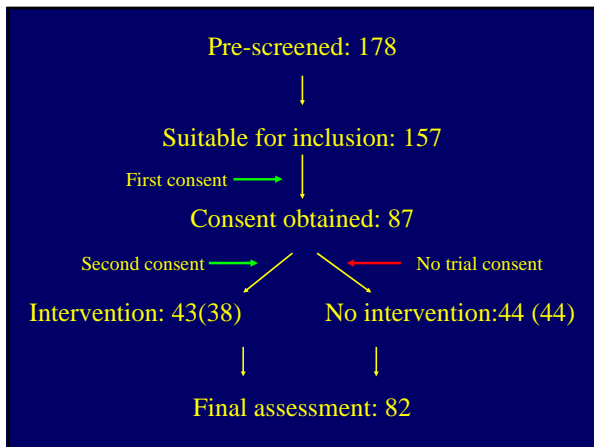 Pre-screened: 178
Suitable for inclusion: 157
First consent
Consent obtained: 87
Second consent
No trial consent
Intervention: 43(38)
No intervention:44 (44)
Final assessment: 82